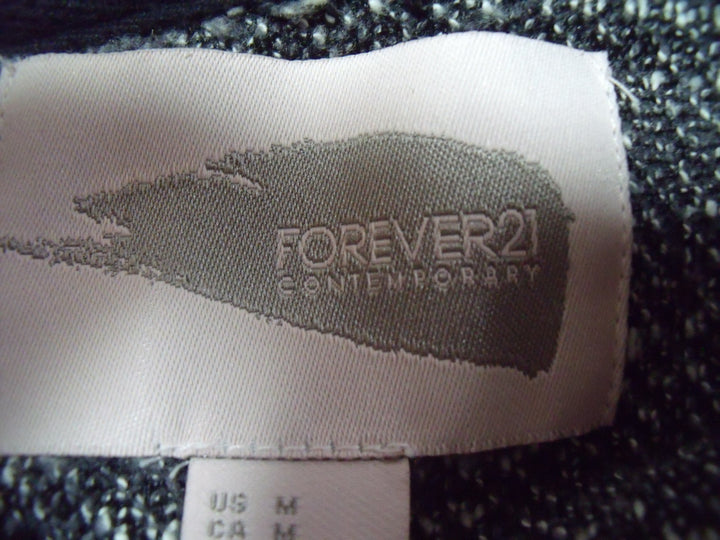 FOREVER21
CONTEMPORARY
US M
CA M